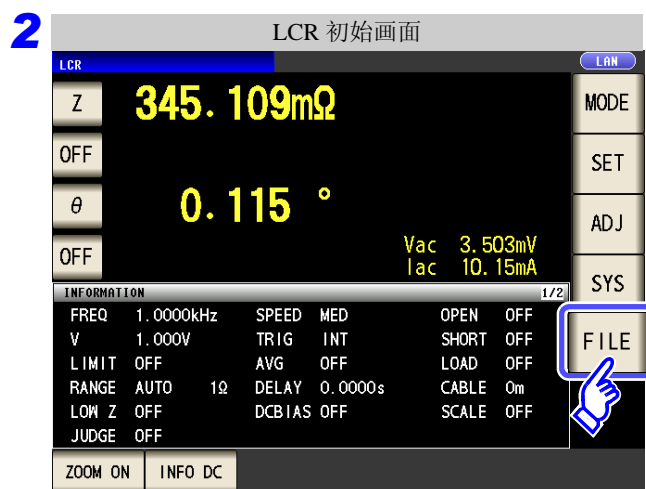 2
LCR 初始画面
LCR
LAN
Z 345.109mΩ
MODE
OFF
SET
θ 0.115 °
ADJ
OFF
Vac 3.503mV
Iac 10.15mA
SYS
INFORMATION 1/2
FREQ 1.0000kHz SPEED MED OPEN OFF
V 1.000V TRIG INT SHORT OFF
FILE
LIMIT OFF AVG OFF LOAD OFF
RANGE AUTO 1Ω DELAY 0.0000s CABLE 0m
LOW Z OFF DCBIAS OFF SCALE OFF
JUDGE OFF
ZOOM ON INFO DC